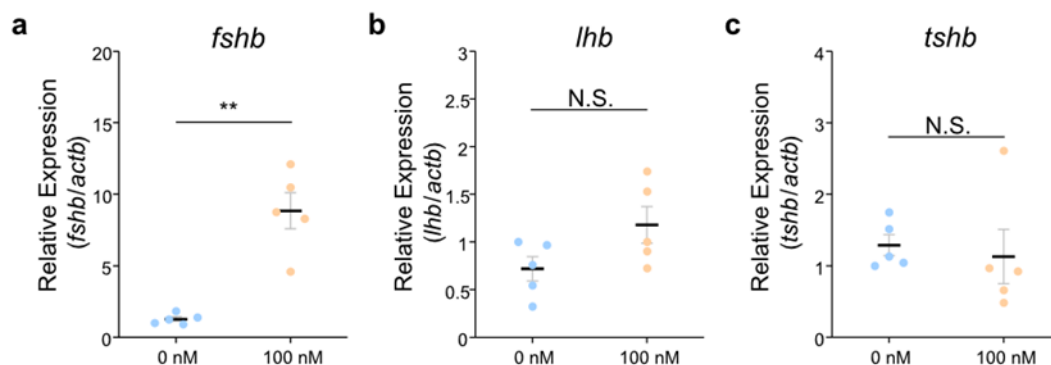 a
fshb
Relative Expression
(fshb/actb)
20
15
10
5
0
**
0 nM
100 nM
b
lhb
Relative Expression
(lhb/actb)
3
2.5
2
1.5
1
0.5
0
N.S.
0 nM
100 nM
c
tshb
Relative Expression
(tshb/actb)
4
3
2
1
0
N.S.
0 nM
100 nM